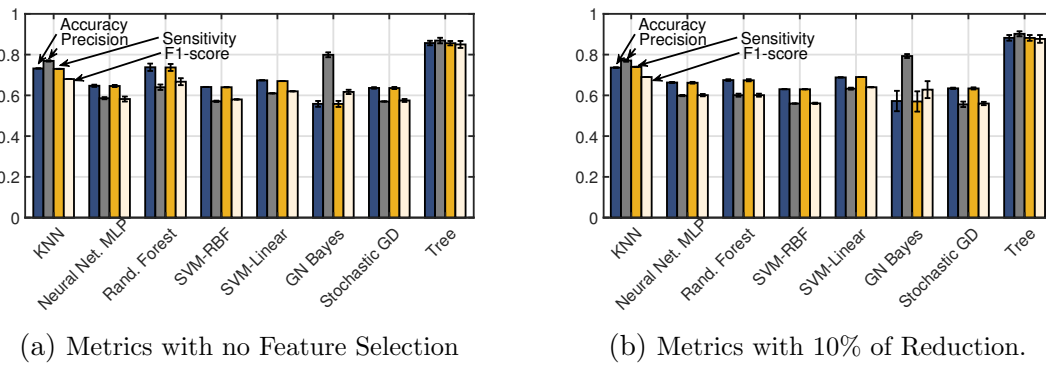 1
0.8
0.6
0.4
0.2
0
Accuracy
Precision
Sensitivity
F1-score
KNN
Neural Net. MLP
Rand. Forest
SVM-RBF
SVM-Linear
GN Bayes
Stochastic GD
Tree
(a) Metrics with no Feature Selection
1
0.8
0.6
0.4
0.2
0
Accuracy
Precision
Sensitivity
F1-score
KNN
Neural Net. MLP
Rand. Forest
SVM-RBF
SVM-Linear
GN Bayes
Stochastic GD
Tree
(b) Metrics with 10% of Reduction.